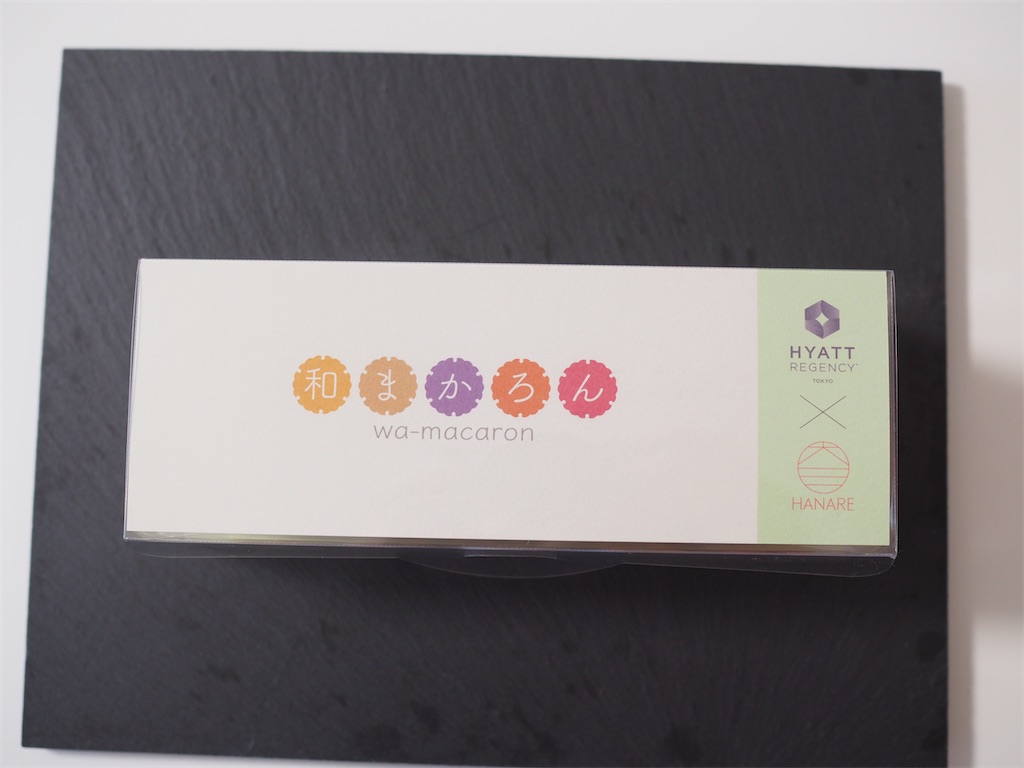 和まかろん
wa-macaron
HYATT
REGENCY
TOKYO
HANARE